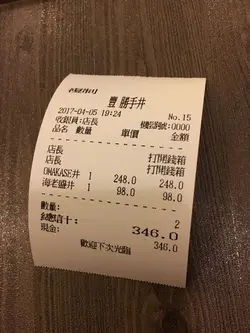 豐 勝手丼
2017-04-05 19:24 No.15
收銀員:店長 機號:0000
品名 數量 單價 金額
店長 打開錢箱
店長 打開錢箱
OMAKASE丼 1 248.0 248.0
海老盛丼 1 98.0 98.0
數量: 2
總計: 346.0
現金: 346.0
歡迎下次光臨